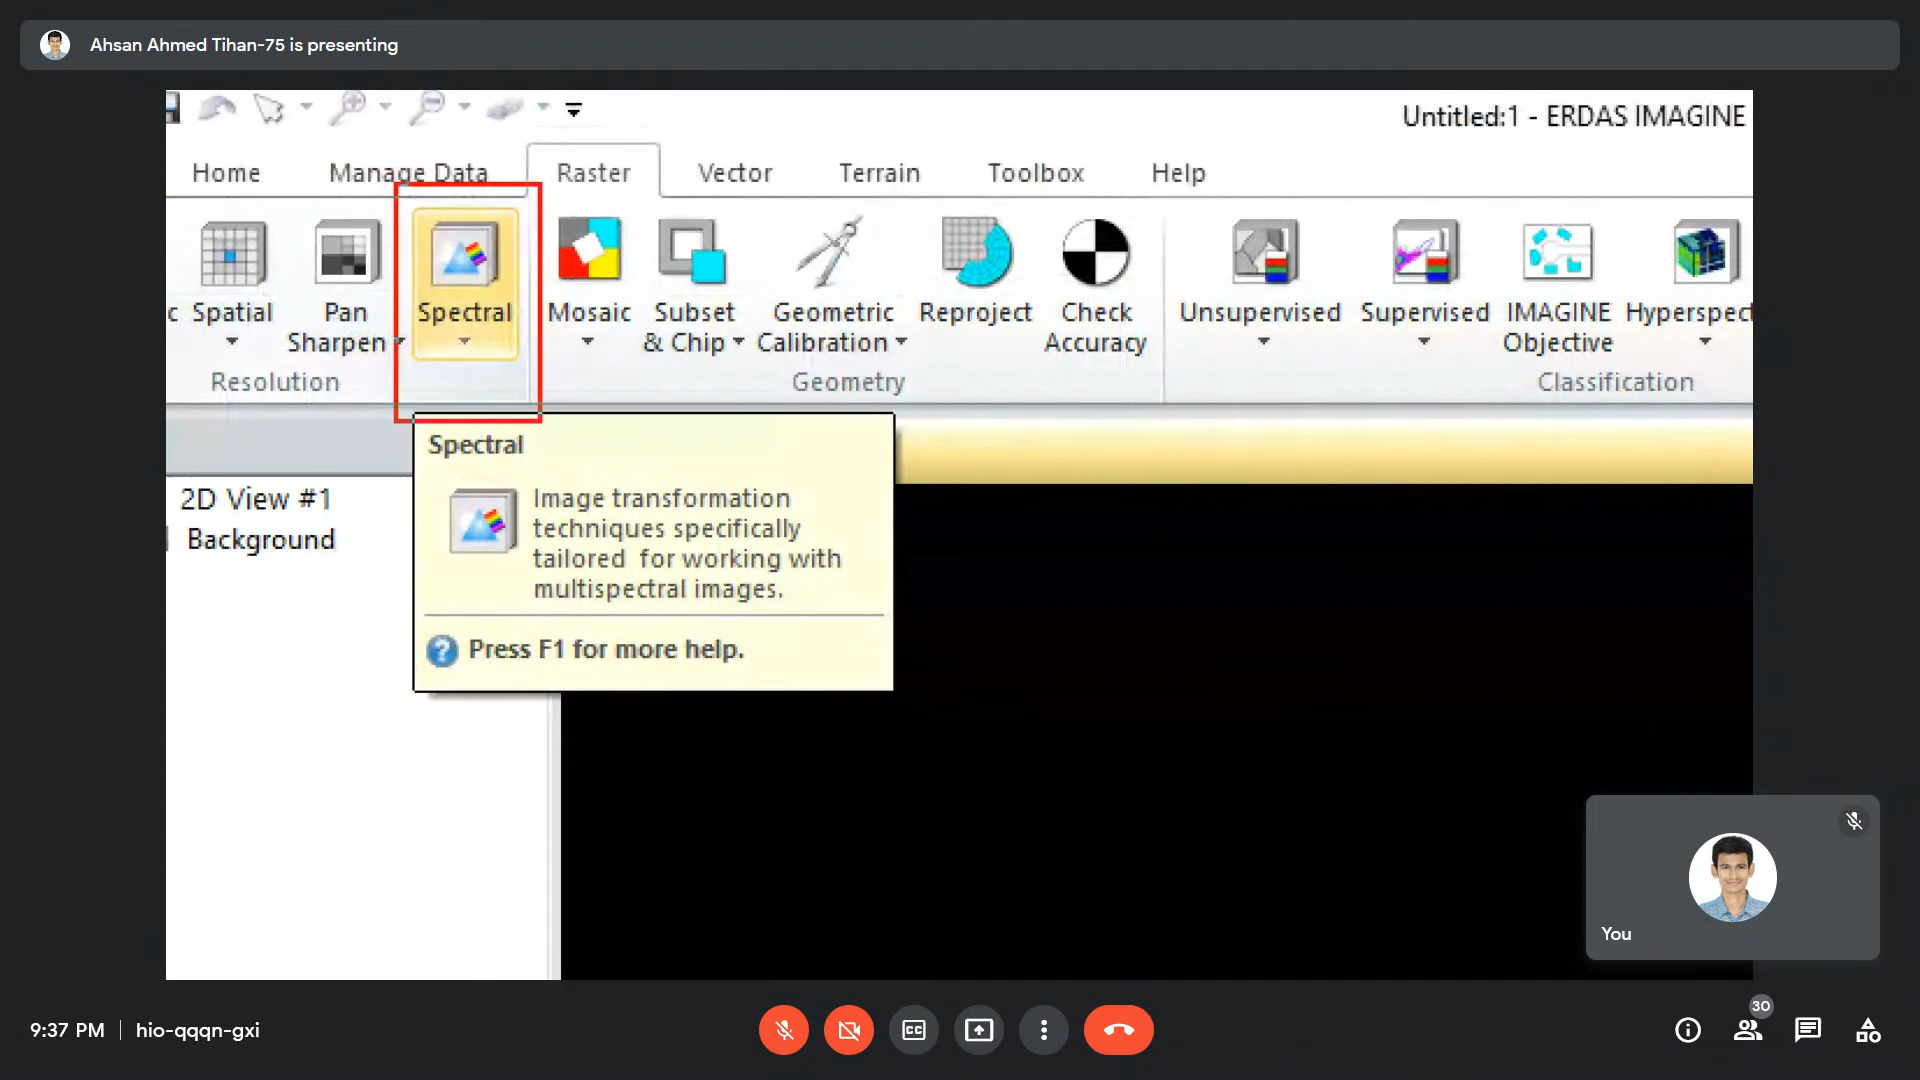 Ahsan Ahmed Tihan-75 is presenting
Untitled:1 - ERDAS IMAGINE
Home Manage Data Raster Vector Terrain Toolbox Help
c Spatial Pan Sharpen Spectral Mosaic Subset & Chip Geometric Calibration Reproject Check Accuracy Unsupervised Supervised IMAGINE Objective Hyperspect
Resolution Geometry Classification
Spectral
Image transformation
techniques specifically
tailored for working with
multispectral images.
Press F1 for more help.
2D View #1
Background
You
9:37 PM | hio-qqqn-gxi
CC
30